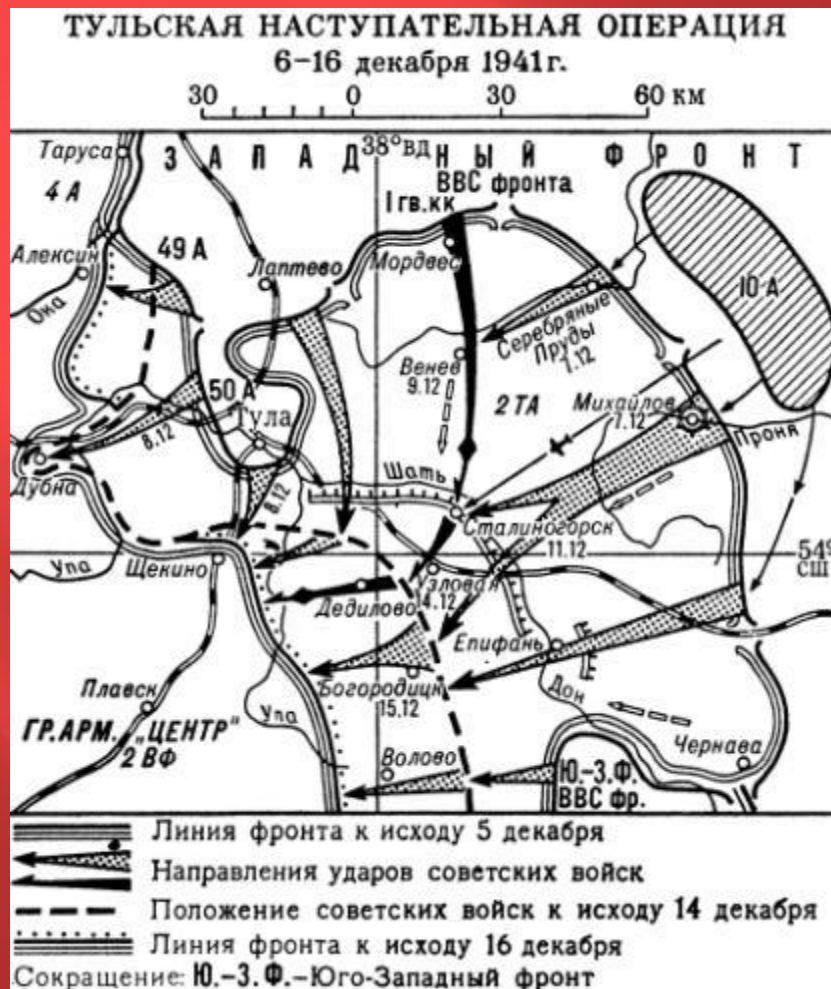 ТУЛЬСКАЯ НАСТУПАТЕЛЬНАЯ ОПЕРАЦИЯ
6-16 декабря 1941г.
30 0 30 60 км
Таруса
ЗАПАДНЫЙ ФРОНТ
38°ВД
4 А
ВВС фронта
I гв.кк
49 А
Алексин
Лаптево
Мордвес
10 А
Ока
Серебряные
Пруды
7.12
Венев
9.12
2 ТА
Михайлов
7.12
Проня
50 А
Тула
8.12
Дубна
8.12
Шать
Сталиногорск
11.12
54°
СШ
Упа
Щекино
Узловая
14.12
Дедилово
Епифань
Богородицк
15.12
Дон
Плавск
Упа
ГР.АРМ. „ЦЕНТР"
2 ВФ
Волово
Чернава
Ю.-З.Ф.
ВВС фр.
Линия фронта к исходу 5 декабря
Направления ударов советских войск
Положение советских войск к исходу 14 декабря
Линия фронта к исходу 16 декабря
Сокращение: Ю.-З.Ф.-Юго-Западный фронт